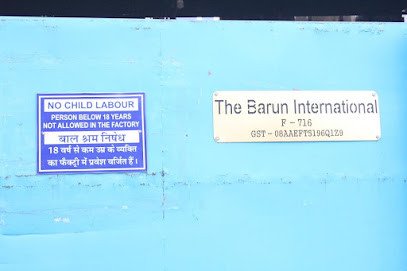 NO CHILD LABOUR
PERSON BELOW 18 YEARS
NOT ALLOWED IN THE FACTORY
बाल श्रम निषेध
18 वर्ष से कम उम्र के व्यक्ति
का फैक्ट्री में प्रवेश वर्जित हैं।
The Barun International
F - 716
GST - 08AAEFTS196Q1Z9